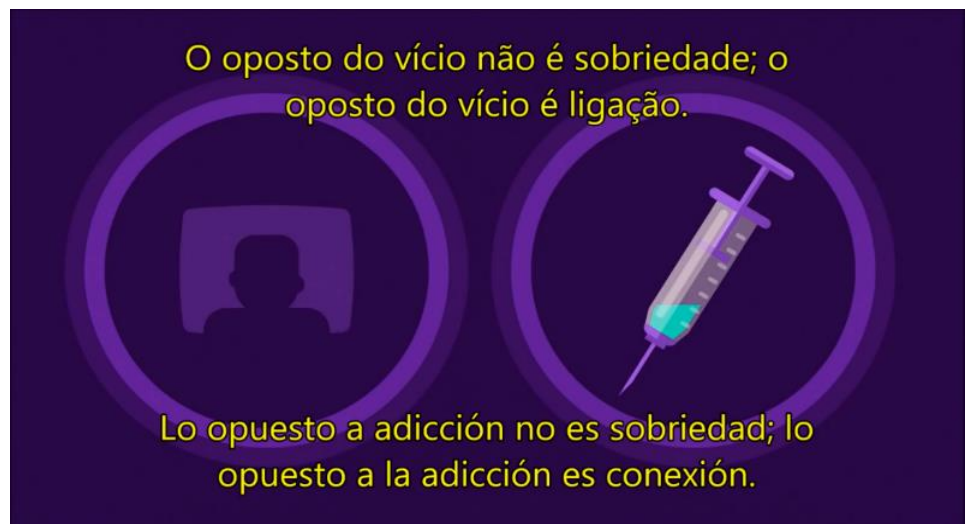 O oposto do vício não é sobriedade; o
oposto do vício é ligação.
Lo opuesto a adicción no es sobriedad; lo
opuesto a la adicción es conexión.